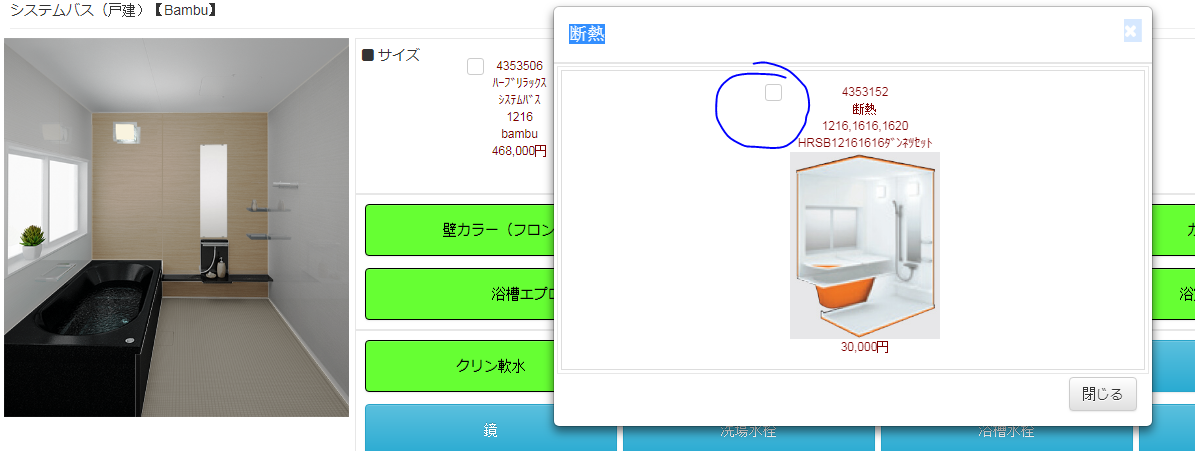 システムバス（戸建）【Bambu】
サイズ
4353506
ﾊｰﾌﾞﾘﾗｯｸｽ
ｼｽﾃﾑﾊﾞｽ
1216
bambu
468,000円
壁カラー（フロン
浴槽エプロ
クリン軟水
鏡
洗場水栓
浴槽水栓
断熱
4353152
断熱
1216,1616,1620
HRSB12161616ﾀﾞﾝﾈﾂｾｯﾄ
30,000円
閉じる